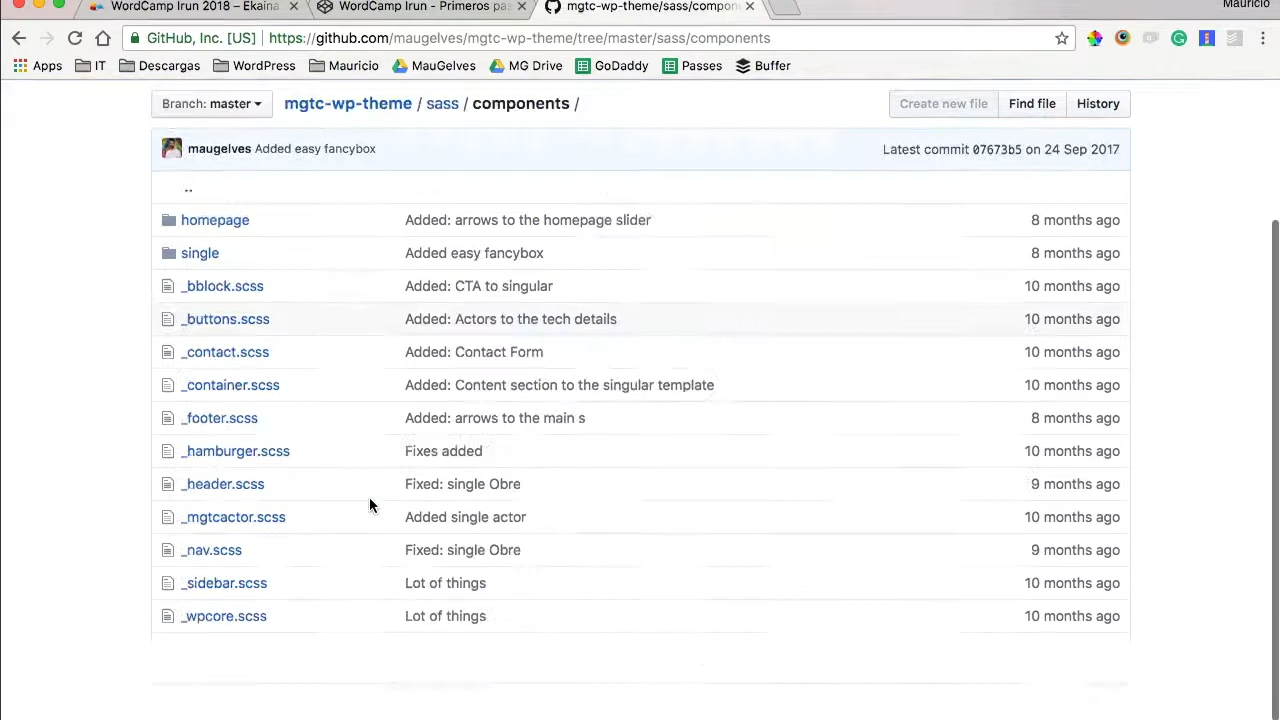 WordCamp Irun 2018 – Ekaina
WordCamp Irun - Primeros pas
mgtc-wp-theme/sass/compon
Mauricio
GitHub, Inc. [US] https://github.com/maugelves/mgtc-wp-theme/tree/master/sass/components
Apps IT Descargas WordPress Mauricio MauGelves MG Drive GoDaddy Passes Buffer
Branch: master mgtc-wp-theme / sass / components / Create new file Find file History
maugelves Added easy fancybox Latest commit 07673b5 on 24 Sep 2017
..
homepage Added: arrows to the homepage slider 8 months ago
single Added easy fancybox 8 months ago
_bblock.scss Added: CTA to singular 10 months ago
_buttons.scss Added: Actors to the tech details 10 months ago
_contact.scss Added: Contact Form 10 months ago
_container.scss Added: Content section to the singular template 10 months ago
_footer.scss Added: arrows to the main s 8 months ago
_hamburger.scss Fixes added 10 months ago
_header.scss Fixed: single Obre 9 months ago
_mgtcactor.scss Added single actor 10 months ago
_nav.scss Fixed: single Obre 9 months ago
_sidebar.scss Lot of things 10 months ago
_wpcore.scss Lot of things 10 months ago